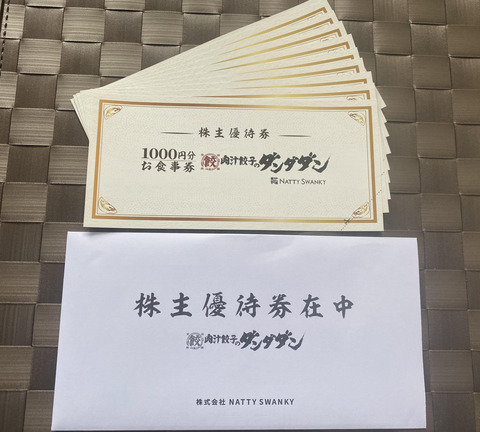 株主優待券
1000円分
お食事券
餃 肉汁餃子のダンダダン
NATTY SWANKY
株主優待券在中
餃 肉汁餃子のダンダダン
株式会社 NATTY SWANKY